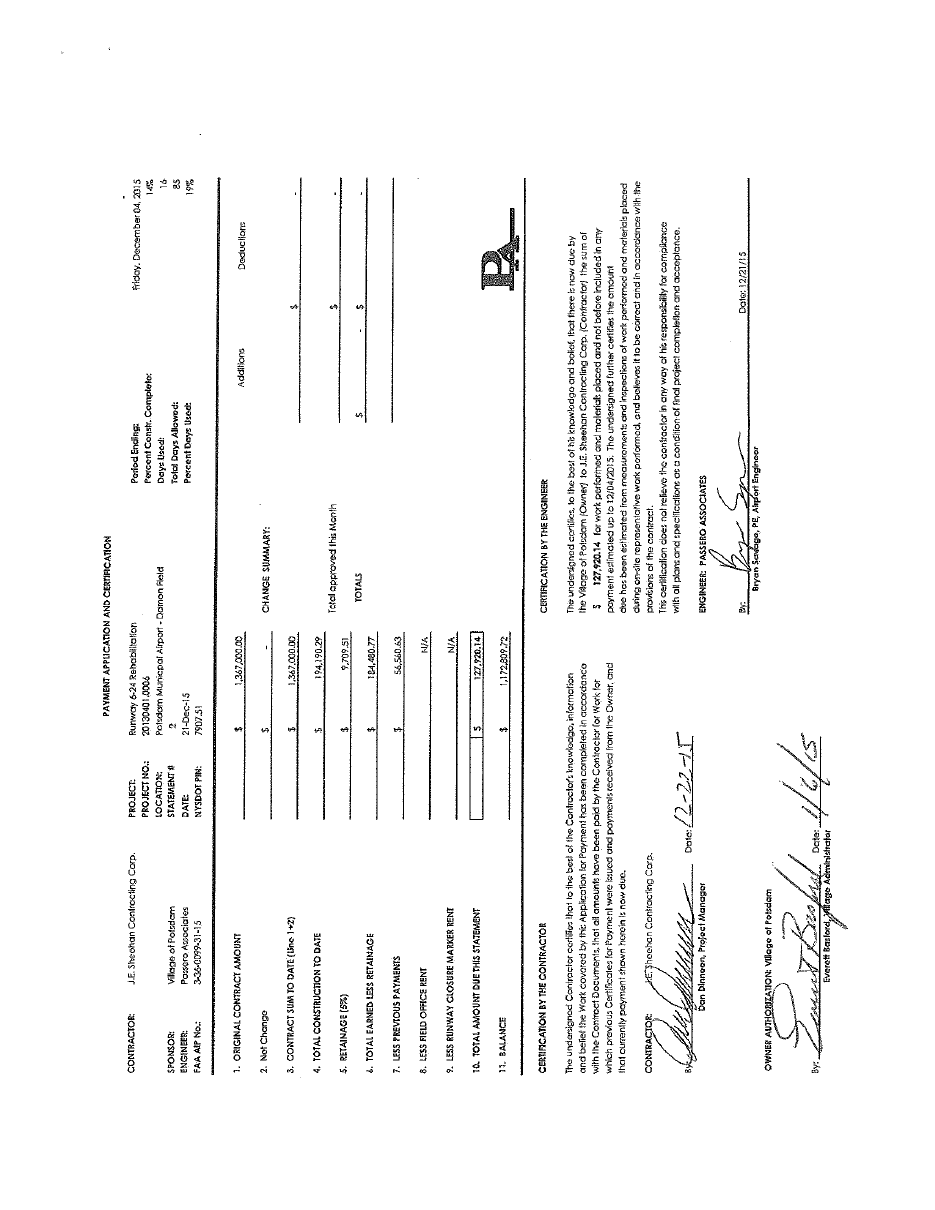 PAYMENT APPLICATION AND CERTIFICATION
CONTRACTOR: J.E. Sheehan Contracting Corp.
SPONSOR: Village of Potsdam
ENGINEER: Passero Associates
FAA AIP No.: 3-36-0099-31-15
PROJECT: Runway 6-24 Rehabilitation
PROJECT NO.: 20130401.0006
LOCATION: Potsdam Municipal Airport - Damon Field
STATEMENT # 2
DATE: 21-Dec-15
NYSDOT PIN: 7907.51
Period Ending: Friday, December 04, 2015
Percent Constr. Complete: 14%
Days Used: 16
Total Days Allowed: 85
Percent Days Used: 19%
1. ORIGINAL CONTRACT AMOUNT $ 1,367,000.00
2. Net Change $ -
3. CONTRACT SUM TO DATE (Line 1+2) $ 1,367,000.00
4. TOTAL CONSTRUCTION TO DATE $ 194,190.29
5. RETAINAGE (5%) $ 9,709.51
6. TOTAL EARNED LESS RETAINAGE $ 184,480.77
7. LESS PREVIOUS PAYMENTS $ 56,560.63
8. LESS FIELD OFFICE RENT N/A
9. LESS RUNWAY CLOSURE MARKER RENT N/A
10. TOTAL AMOUNT DUE THIS STATEMENT $ 127,920.14
11. BALANCE $ 1,172,809.72
CHANGE SUMMARY: Additions Deductions
$ -
Total approved this Month $ -
TOTALS $ - $ -
PA
CERTIFICATION BY THE CONTRACTOR
The undersigned Contractor certifies that to the best of the Contractor's knowledge, information
and belief the Work covered by this Application for Payment has been completed in accordance
with the Contract Documents, that all amounts have been paid by the Contractor for Work for
which previous Certificates for Payment were issued and payments received from the Owner, and
that currently payment shown herein is now due.
CONTRACTOR: J.E. Sheehan Contracting Corp.
By: Date: 12-22-15
Dan Dinneen, Project Manager
OWNER AUTHORIZATION: Village of Potsdam
By: Date: 1/6/15
Everett Basford, Village Administrator
CERTIFICATION BY THE ENGINEER
The undersigned certifies, to the best of his knowledge and belief, that there is now due by
the Village of Potsdam (Owner) to J.E. Sheehan Contracting Corp. (Contractor) the sum of
$ 127,920.14 for work performed and materials placed and not before included in any
payment estimated up to 12/04/2015. The undersigned further certifies the amount
due has been estimated from measurements and inspections of work performed and materials placed
during on-site representative work performed, and believes it to be correct and in accordance with the
provisions of the contract.
This certification does not relieve the contractor in any way of his responsibility for compliance
with all plans and specifications as a condition of final project completion and acceptance.
ENGINEER: PASSERO ASSOCIATES
By: Date: 12/21/15
Bryan Savage, PE, Airport Engineer